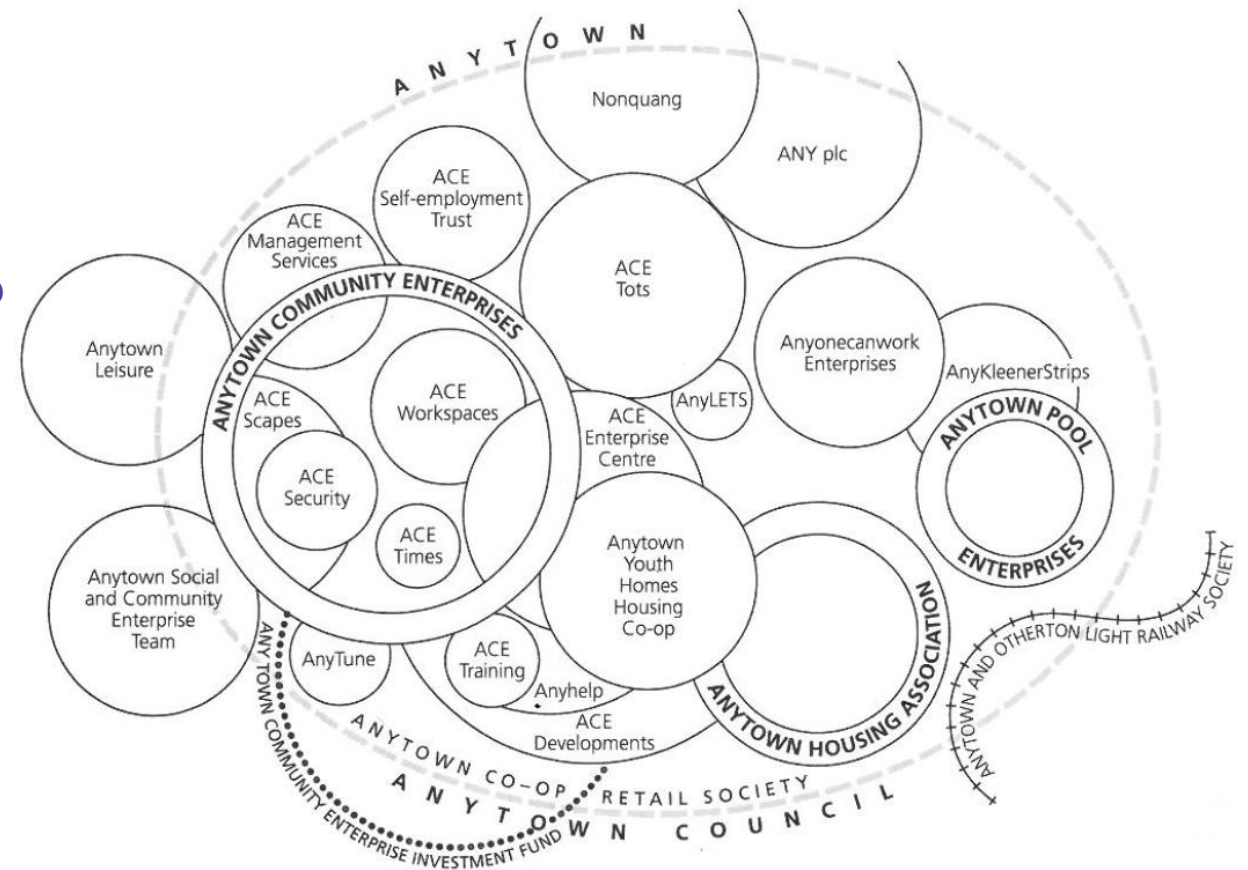 ANYTOWN
Nonquang
ANY plc
ACE
Self-employment
Trust
ACE
Management
Services
ACE
Tots
Anytown
Leisure
ANYTOWN COMMUNITY ENTERPRISES
Anyonecanwork
Enterprises
AnyKleenerStrips
ACE
Scapes
ACE
Workspaces
AnyLETS
ACE
Enterprise
Centre
ANYTOWN POOL
ENTERPRISES
ACE
Security
ACE
Times
Anytown
Youth
Homes
Housing
Co-op
Anytown Social
and Community
Enterprise
Team
AnyTune
ACE
Training
Anyhelp
ACE
Developments
ANYTOWN HOUSING ASSOCIATION
ANYTOWN AND OTHERTON LIGHT RAILWAY SOCIETY
ANYTOWN CO-OP RETAIL SOCIETY
ANYTOWN COUNCIL
ANY TOWN COMMUNITY ENTERPRISE INVESTMENT FUND